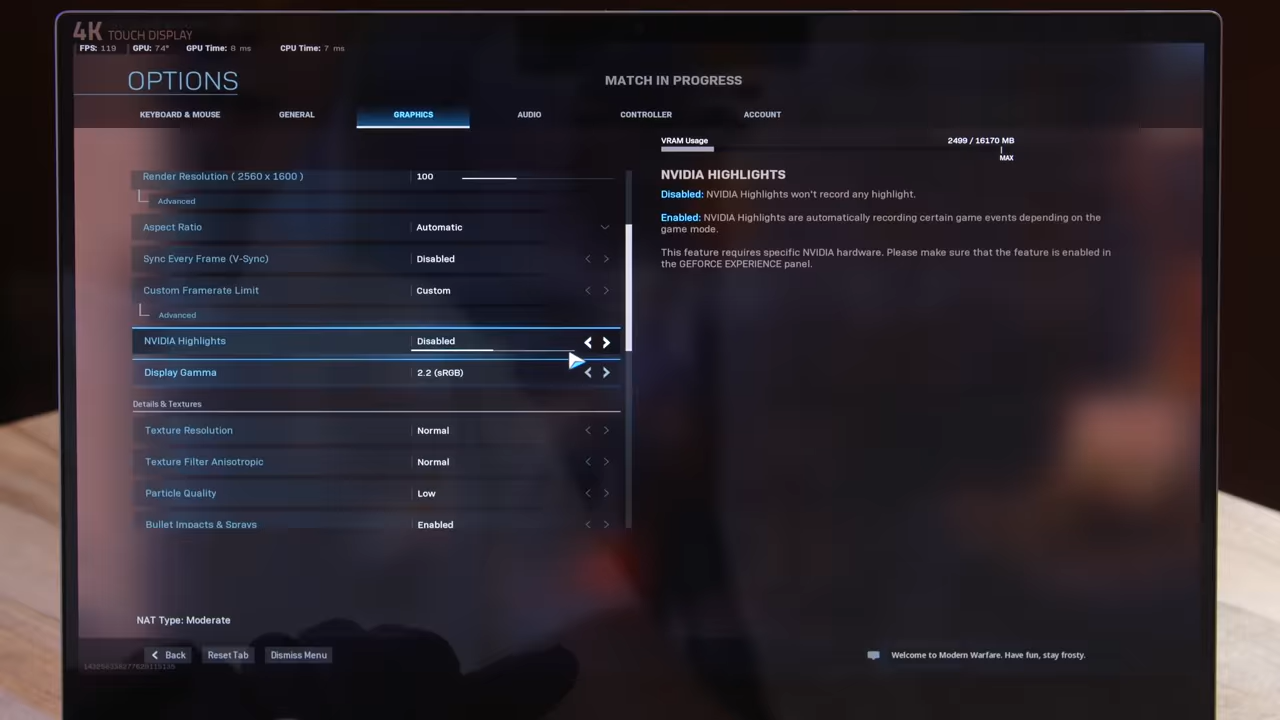 4K TOUCH DISPLAY
FPS: 119 GPU: 74° GPU Time: 8 ms CPU Time: 7 ms
OPTIONS
MATCH IN PROGRESS
KEYBOARD & MOUSE GENERAL GRAPHICS AUDIO CONTROLLER ACCOUNT
VRAM Usage 2499 / 16170 MB
MAX
Render Resolution ( 2560 x 1600 ) 100
Advanced
Aspect Ratio Automatic
Sync Every Frame (V-Sync) Disabled
Custom Framerate Limit Custom
Advanced
NVIDIA Highlights Disabled
Display Gamma 2.2 (sRGB)
Details & Textures
Texture Resolution Normal
Texture Filter Anisotropic Normal
Particle Quality Low
Bullet Impacts & Sprays Enabled
NVIDIA HIGHLIGHTS
Disabled: NVIDIA Highlights won't record any highlight.
Enabled: NVIDIA Highlights are automatically recording certain game events depending on the
game mode.
This feature requires specific NVIDIA hardware. Please make sure that the feature is enabled in
the GEFORCE EXPERIENCE panel.
NAT Type: Moderate
Back Reset Tab Dismiss Menu
Welcome to Modern Warfare. Have fun, stay frosty.